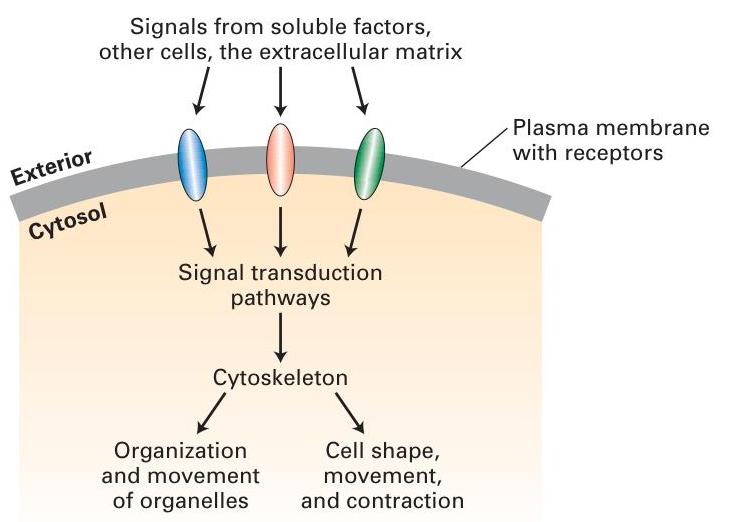 Signals from soluble factors,
other cells, the extracellular matrix
Plasma membrane
with receptors
Exterior
Cytosol
Signal transduction
pathways
Cytoskeleton
Organization
and movement
of organelles
Cell shape,
movement,
and contraction